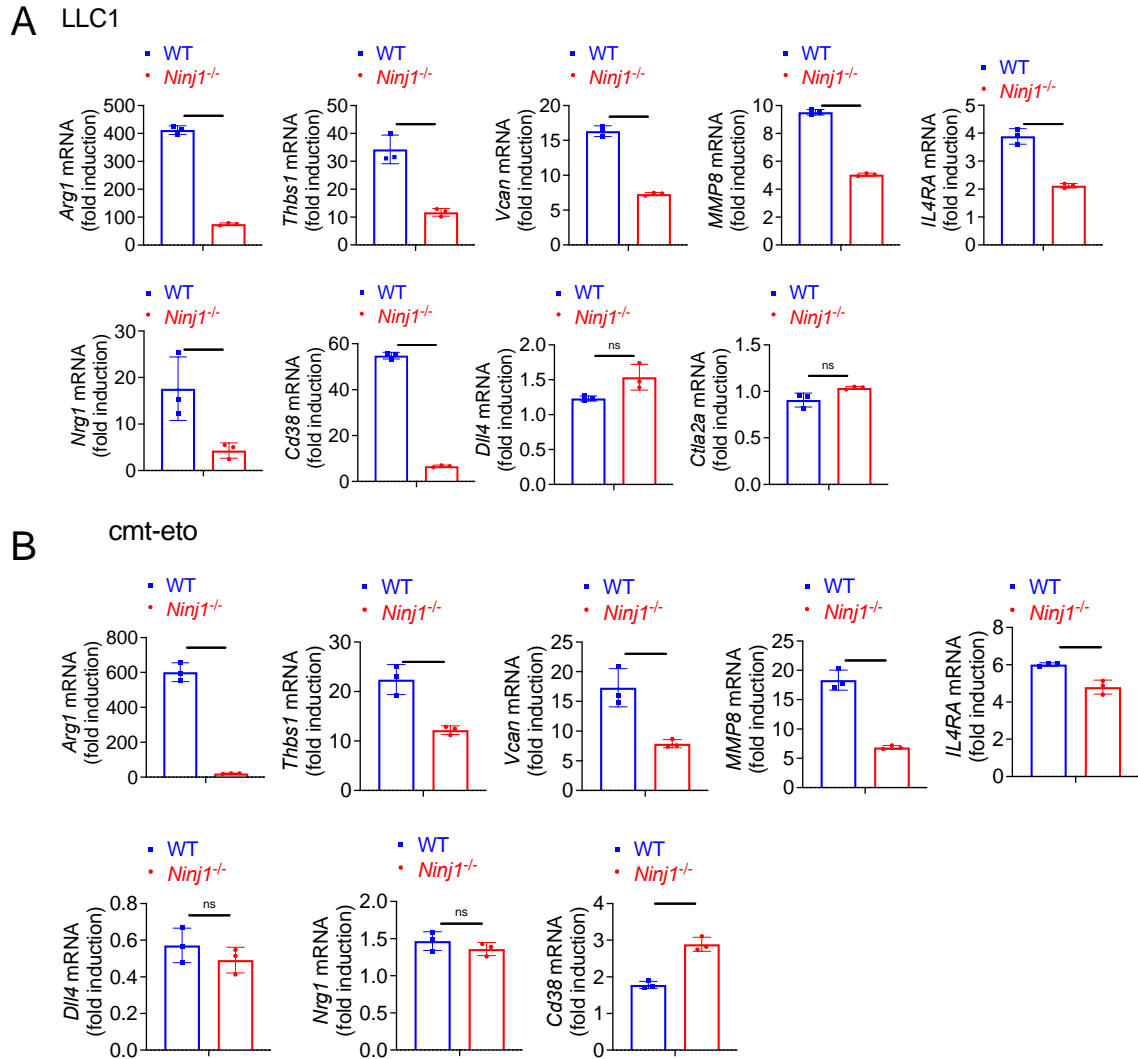 A LLC1
WT
Ninj1-/-
Arg1 mRNA
(fold induction)
500
400
300
200
100
0
WT
Ninj1-/-
Thbs1 mRNA
(fold induction)
50
40
30
20
10
0
WT
Ninj1-/-
Vcan mRNA
(fold induction)
20
15
10
5
0
WT
Ninj1-/-
MMP8 mRNA
(fold induction)
10
8
6
4
2
0
WT
Ninj1-/-
IL4RA mRNA
(fold induction)
5
4
3
2
1
0
WT
Ninj1-/-
Nrg1 mRNA
(fold induction)
30
20
10
0
WT
Ninj1-/-
Cd38 mRNA
(fold induction)
60
40
20
0
WT
Ninj1-/-
Dll4 mRNA
(fold induction)
2.0
1.5
1.0
0.5
0.0
ns
WT
Ninj1-/-
Ctla2a mRNA
(fold induction)
1.5
1.0
0.5
0.0
ns
B cmt-eto
WT
Ninj1-/-
Arg1 mRNA
(fold induction)
800
600
400
200
0
WT
Ninj1-/-
Thbs1 mRNA
(fold induction)
30
20
10
0
WT
Ninj1-/-
Vcan mRNA
(fold induction)
25
20
15
10
5
0
WT
Ninj1-/-
MMP8 mRNA
(fold induction)
25
20
15
10
5
0
WT
Ninj1-/-
IL4RA mRNA
(fold induction)
8
6
4
2
0
WT
Ninj1-/-
Dll4 mRNA
(fold induction)
0.8
0.6
0.4
0.2
0.0
ns
WT
Ninj1-/-
Nrg1 mRNA
(fold induction)
2.0
1.5
1.0
0.5
0.0
ns
WT
Ninj1-/-
Cd38 mRNA
(fold induction)
4
3
2
1
0